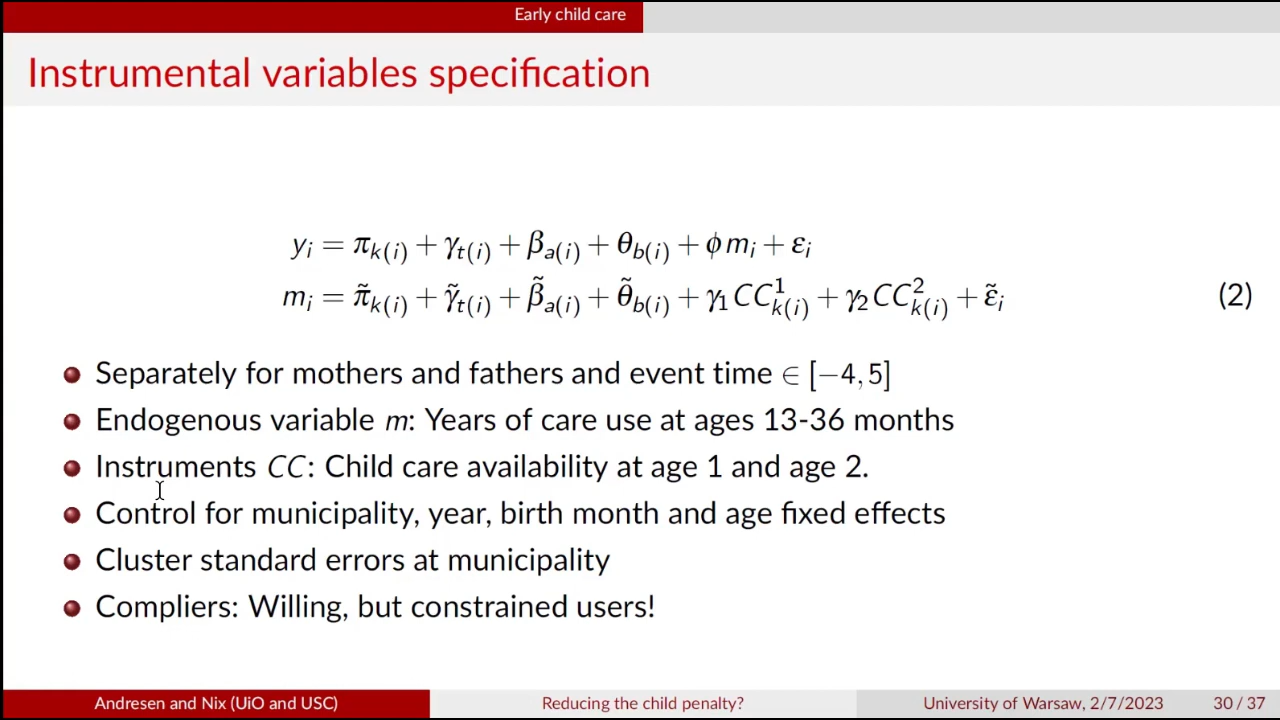 Early child care
Instrumental variables specification
y_i = π_{k(i)} + γ_{t(i)} + β_{a(i)} + θ_{b(i)} + ϕ m_i + ε_i
m_i = π̃_{k(i)} + γ̃_{t(i)} + β̃_{a(i)} + θ̃_{b(i)} + γ_1 CC^1_{k(i)} + γ_2 CC^2_{k(i)} + ε̃_i (2)
Separately for mothers and fathers and event time ∈ [−4, 5]
Endogenous variable m: Years of care use at ages 13-36 months
Instruments CC: Child care availability at age 1 and age 2.
Control for municipality, year, birth month and age fixed effects
Cluster standard errors at municipality
Compliers: Willing, but constrained users!
Andresen and Nix (UiO and USC) Reducing the child penalty? University of Warsaw, 2/7/2023 30 / 37